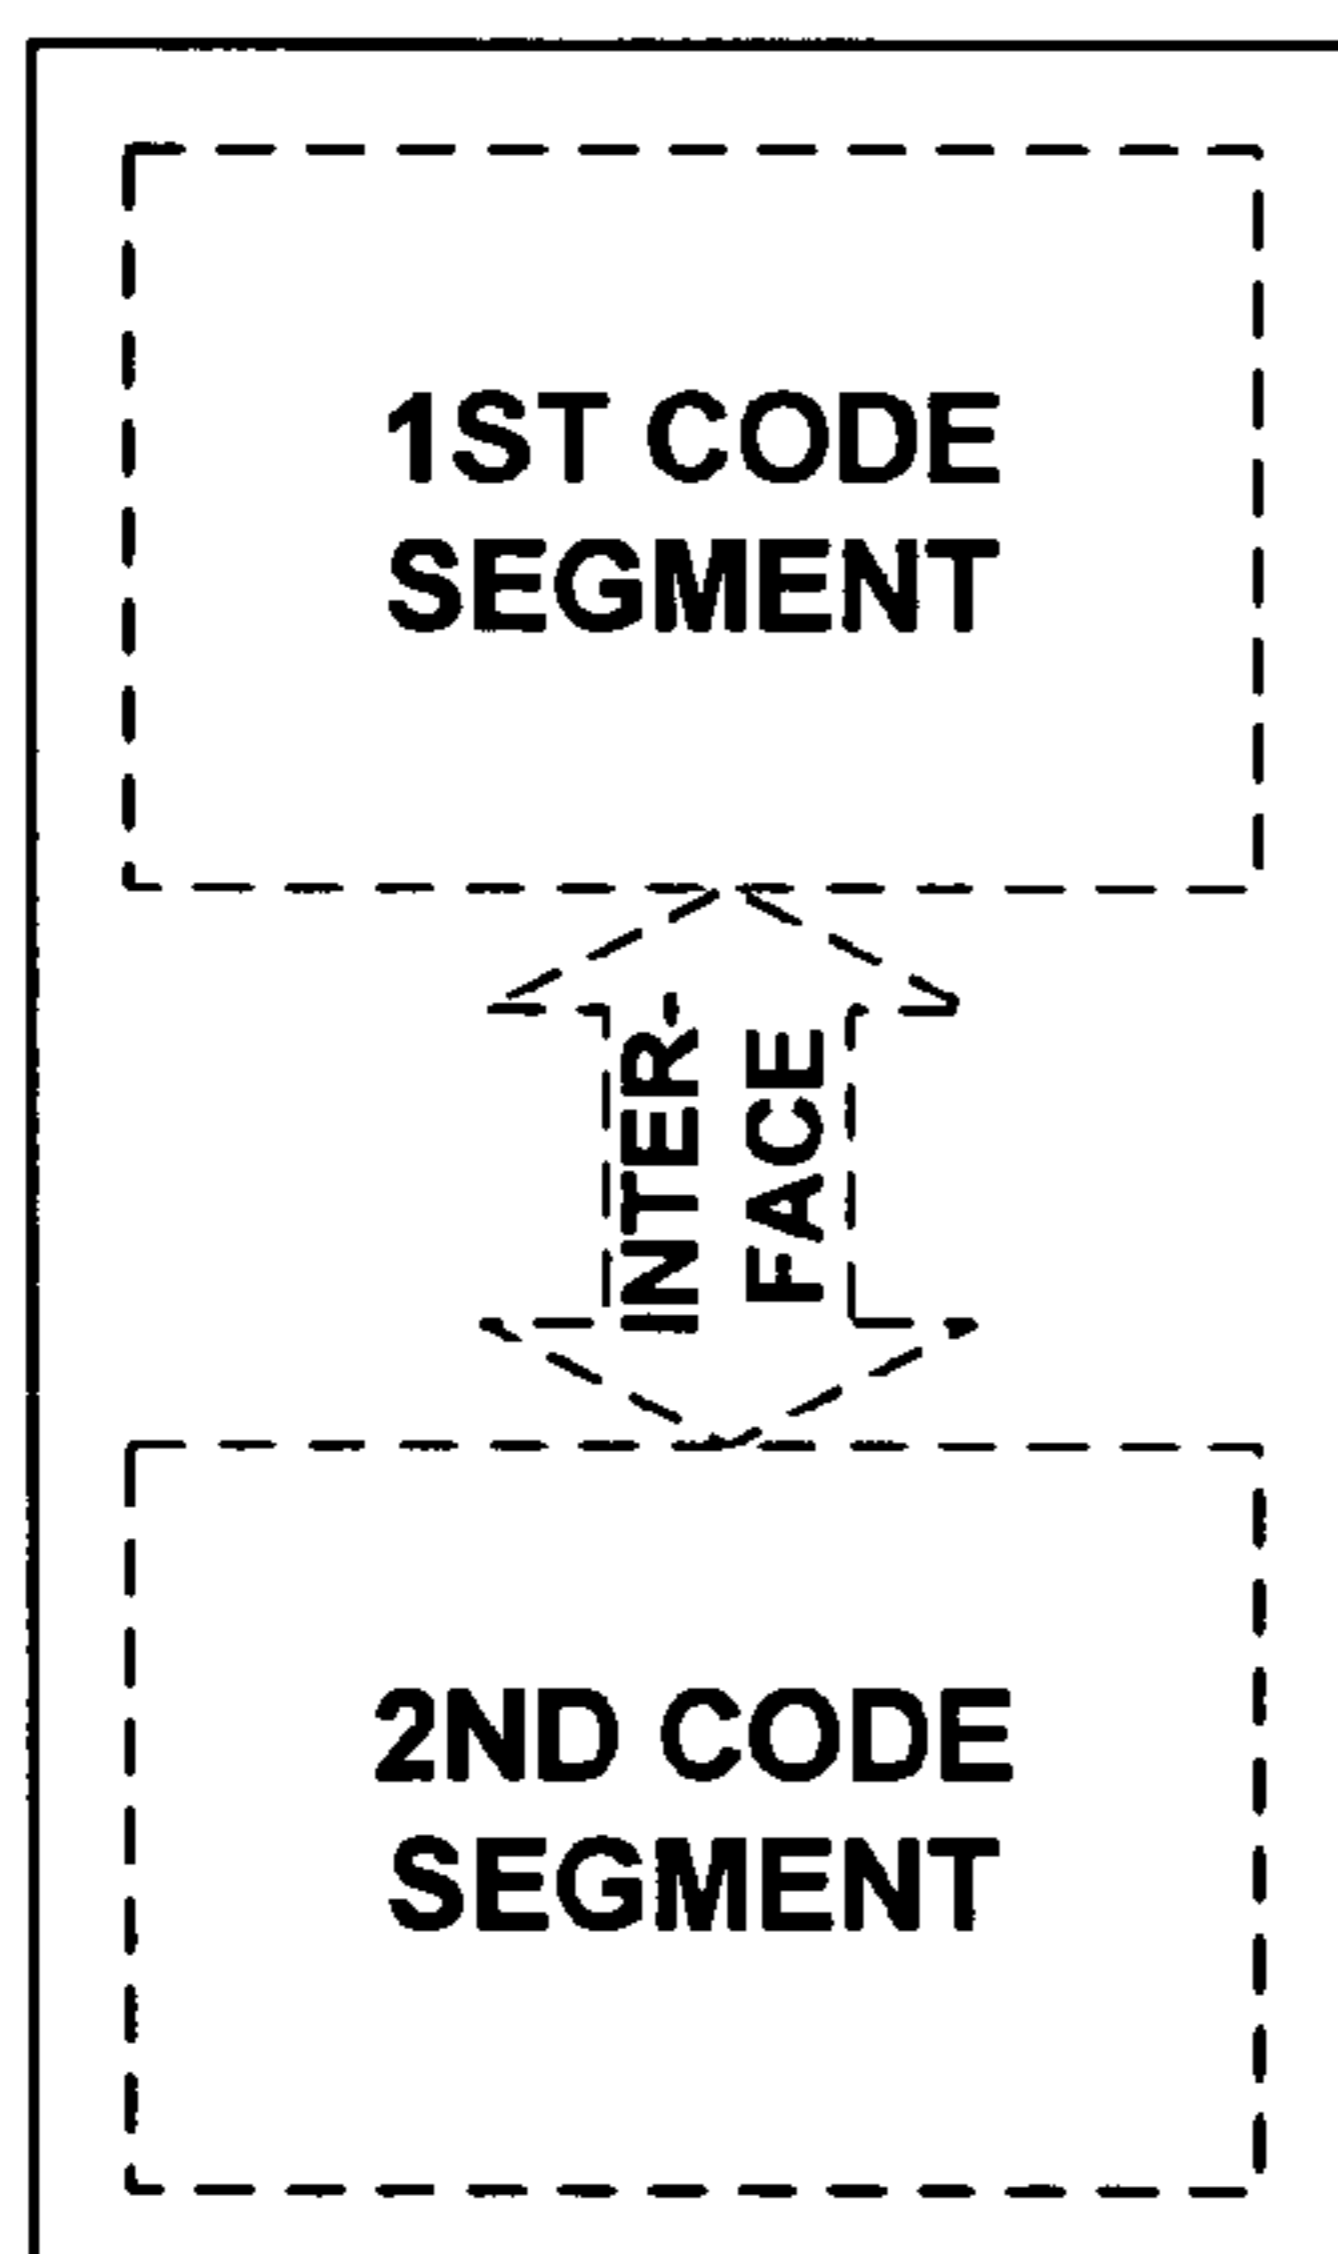 1ST CODE
SEGMENT
INTER-
FACE
2ND CODE
SEGMENT